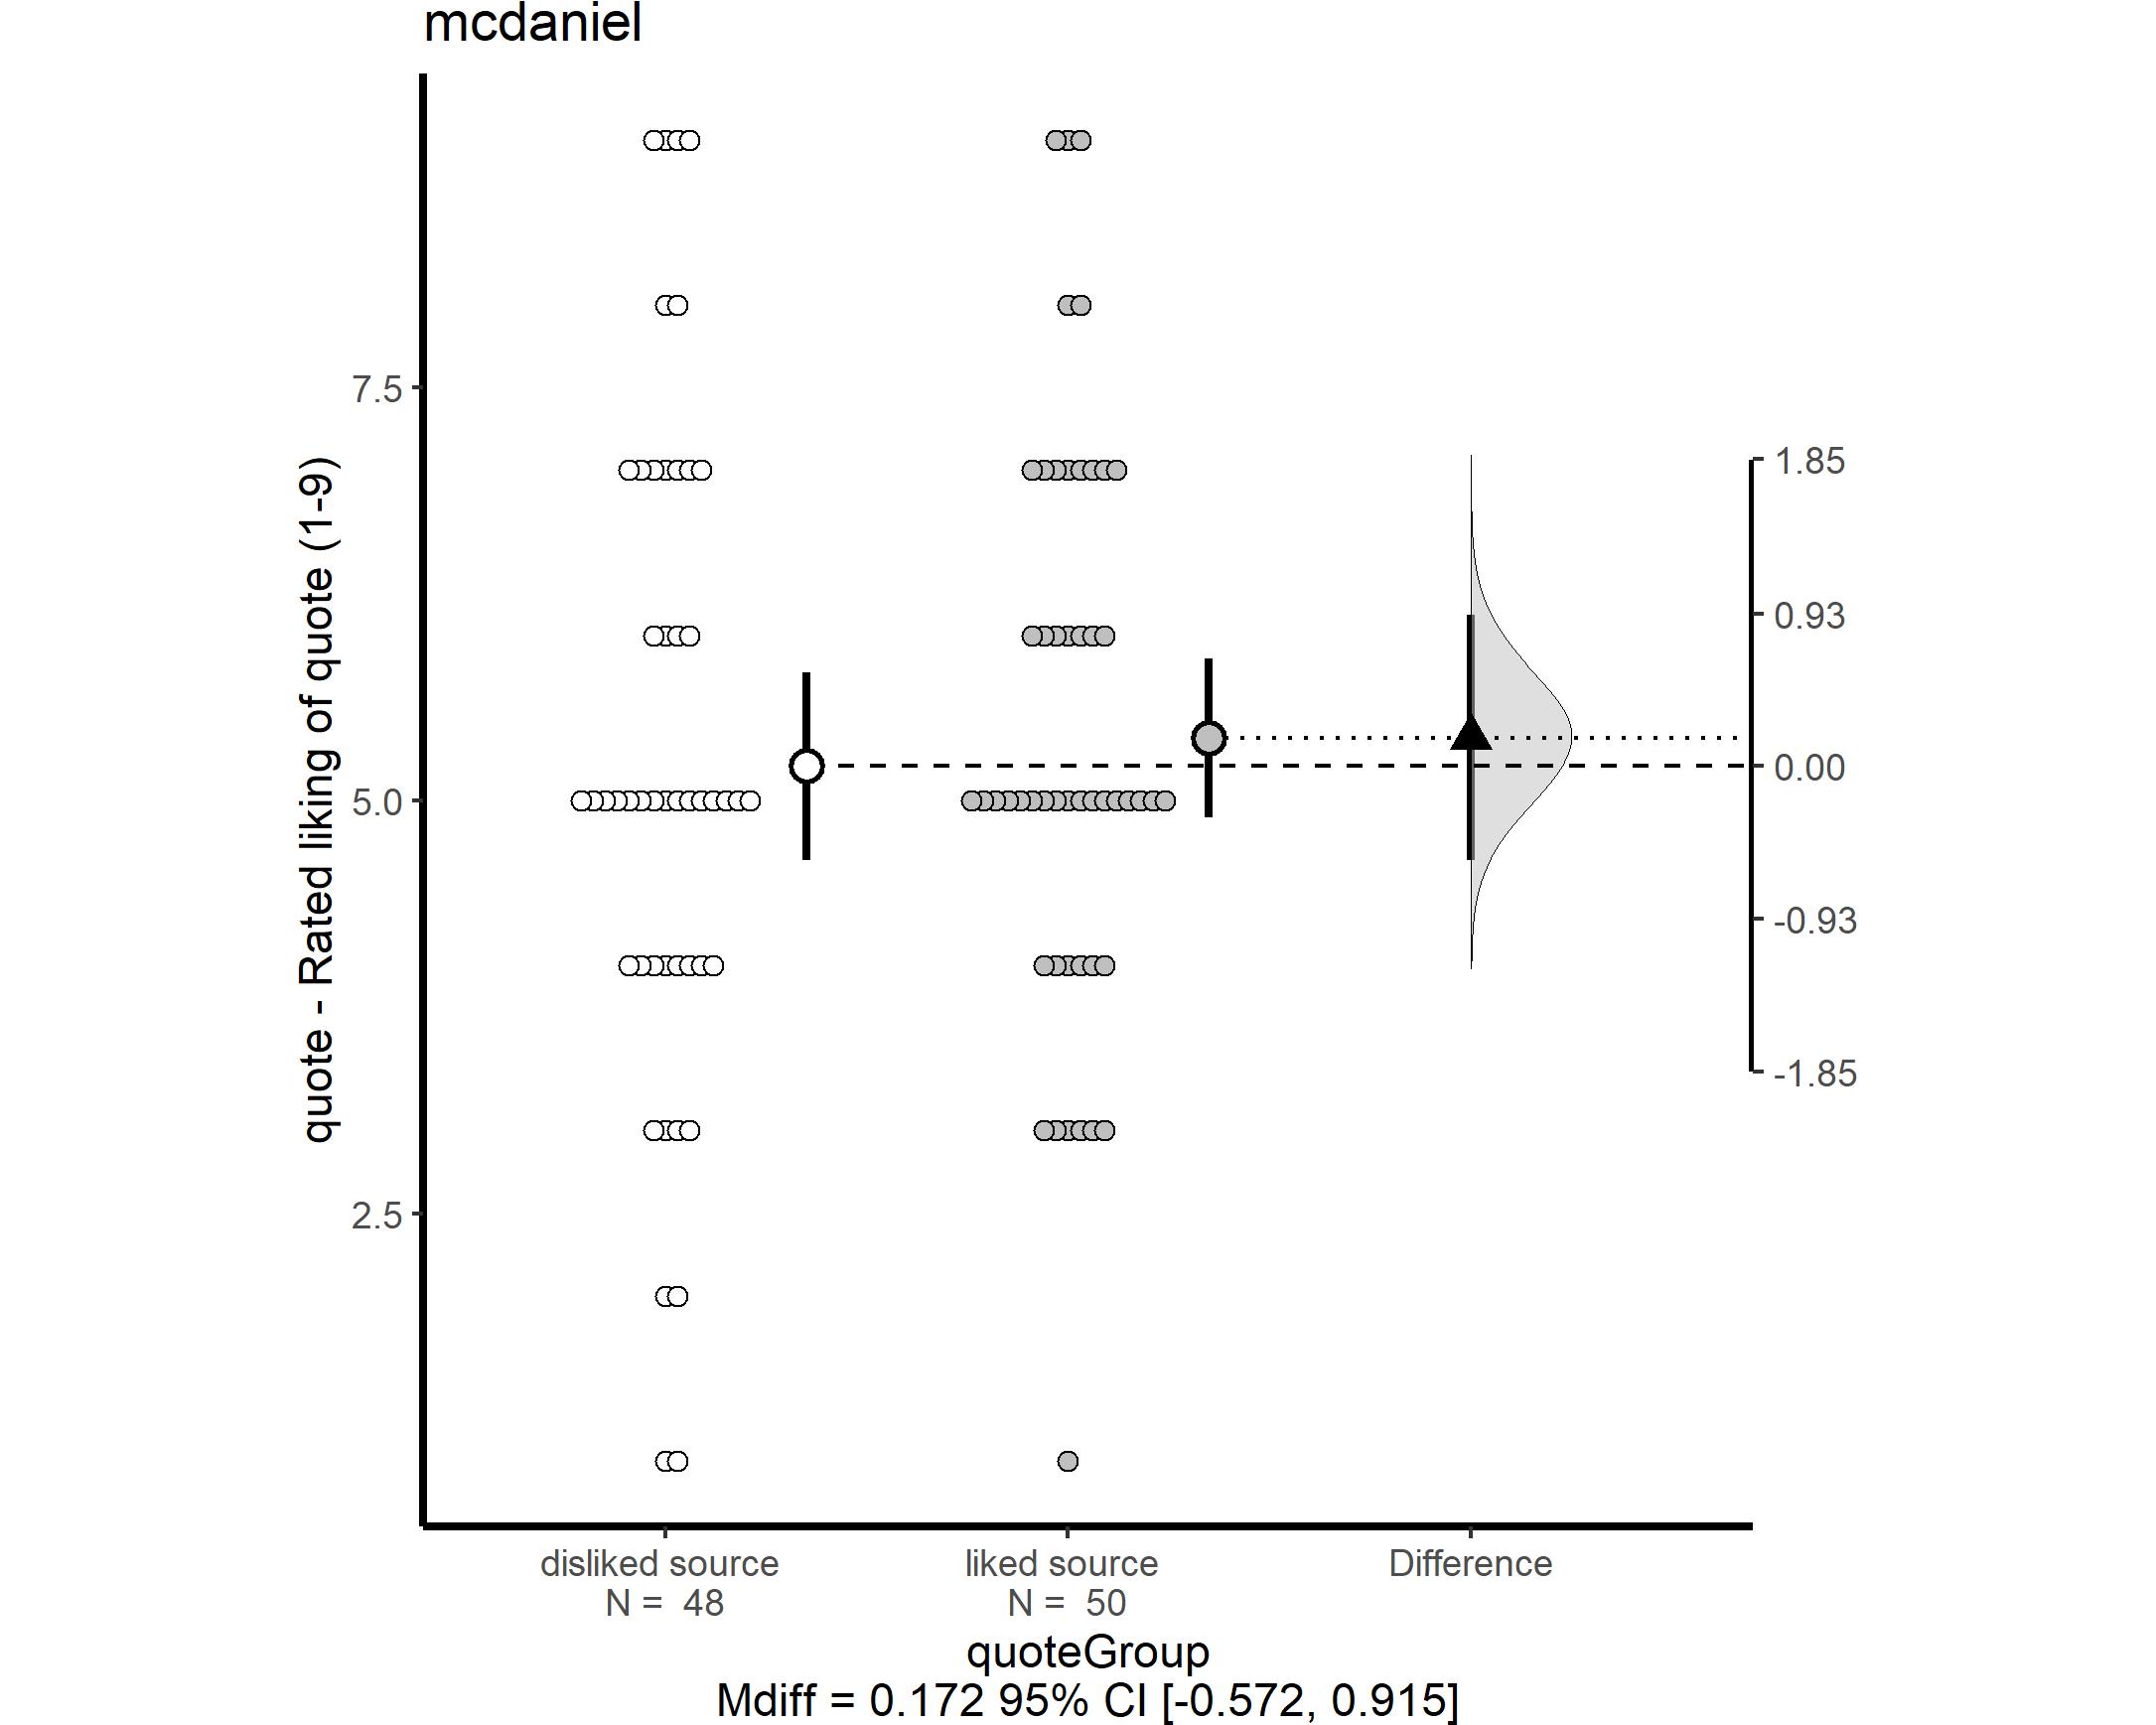 mcdaniel
quote - Rated liking of quote (1-9)
7.5
5.0
2.5
1.85
0.93
0.00
-0.93
-1.85
disliked source
N =  48
liked source
N =  50
Difference
quoteGroup
Mdiff = 0.172 95% CI [-0.572, 0.915]